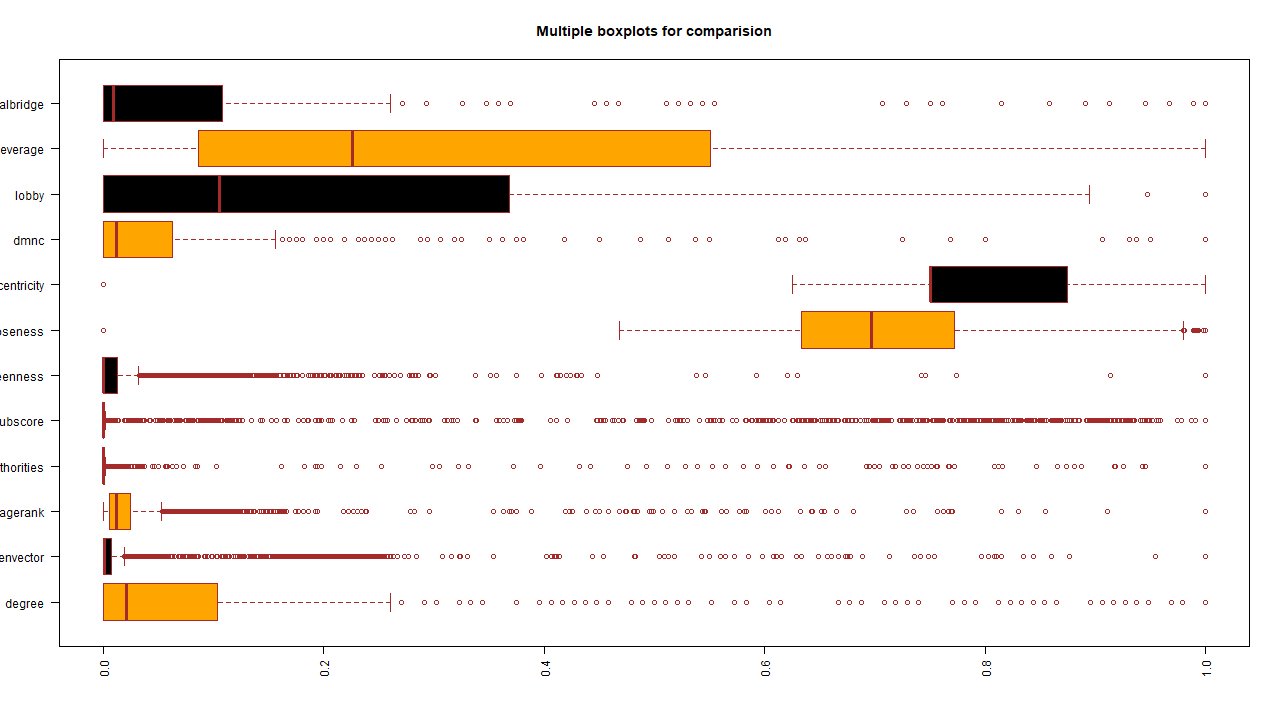 Multiple boxplots for comparision
albridge
everage
lobby
dmnc
centricity
oseness
eenness
ubscore
thorities
agerank
envector
degree
0.0
0.2
0.4
0.6
0.8
1.0